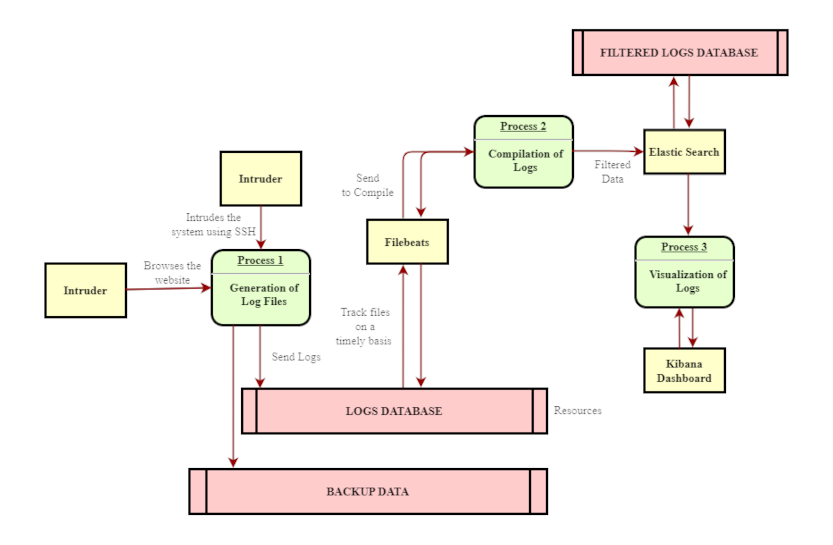 FILTERED LOGS DATABASE
Process 2
Compilation of
Logs
Elastic Search
Filtered
Data
Send
to Compile
Intruder
Intrudes the
system using SSH
Filebeats
Process 1
Generation of
Log Files
Browses the
website
Intruder
Process 3
Visualization of
Logs
Track files
on a
timely basis
Send Logs
Kibana
Dashboard
LOGS DATABASE
Resources
BACKUP DATA